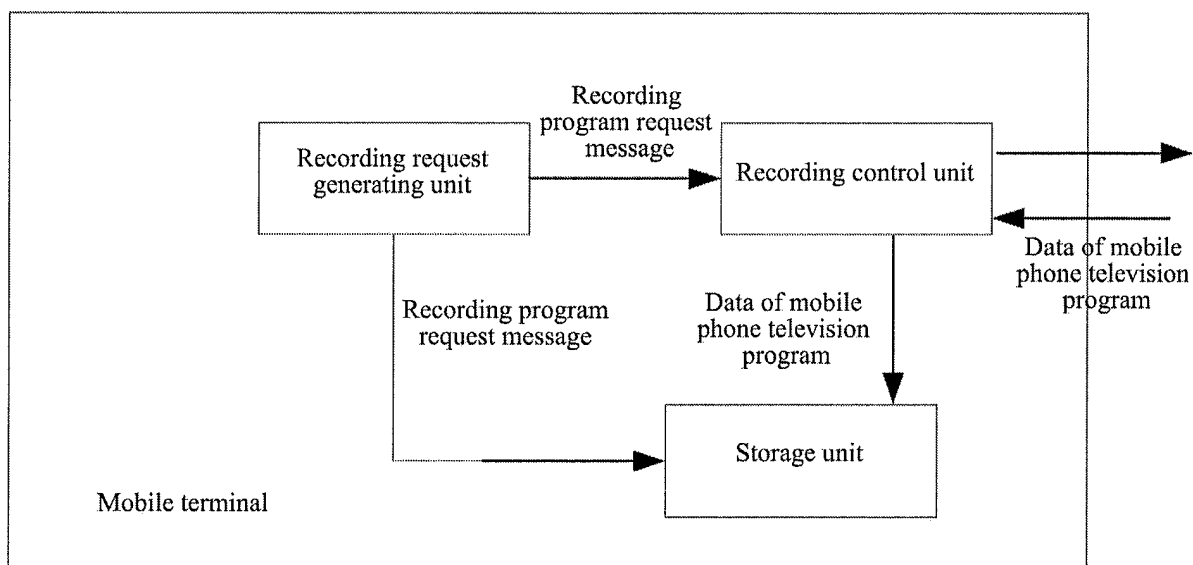 Recording
program request
message
Recording request
generating unit
Recording control unit
Data of mobile
phone television
program
Recording program
request message
Data of mobile
phone television
program
Storage unit
Mobile terminal